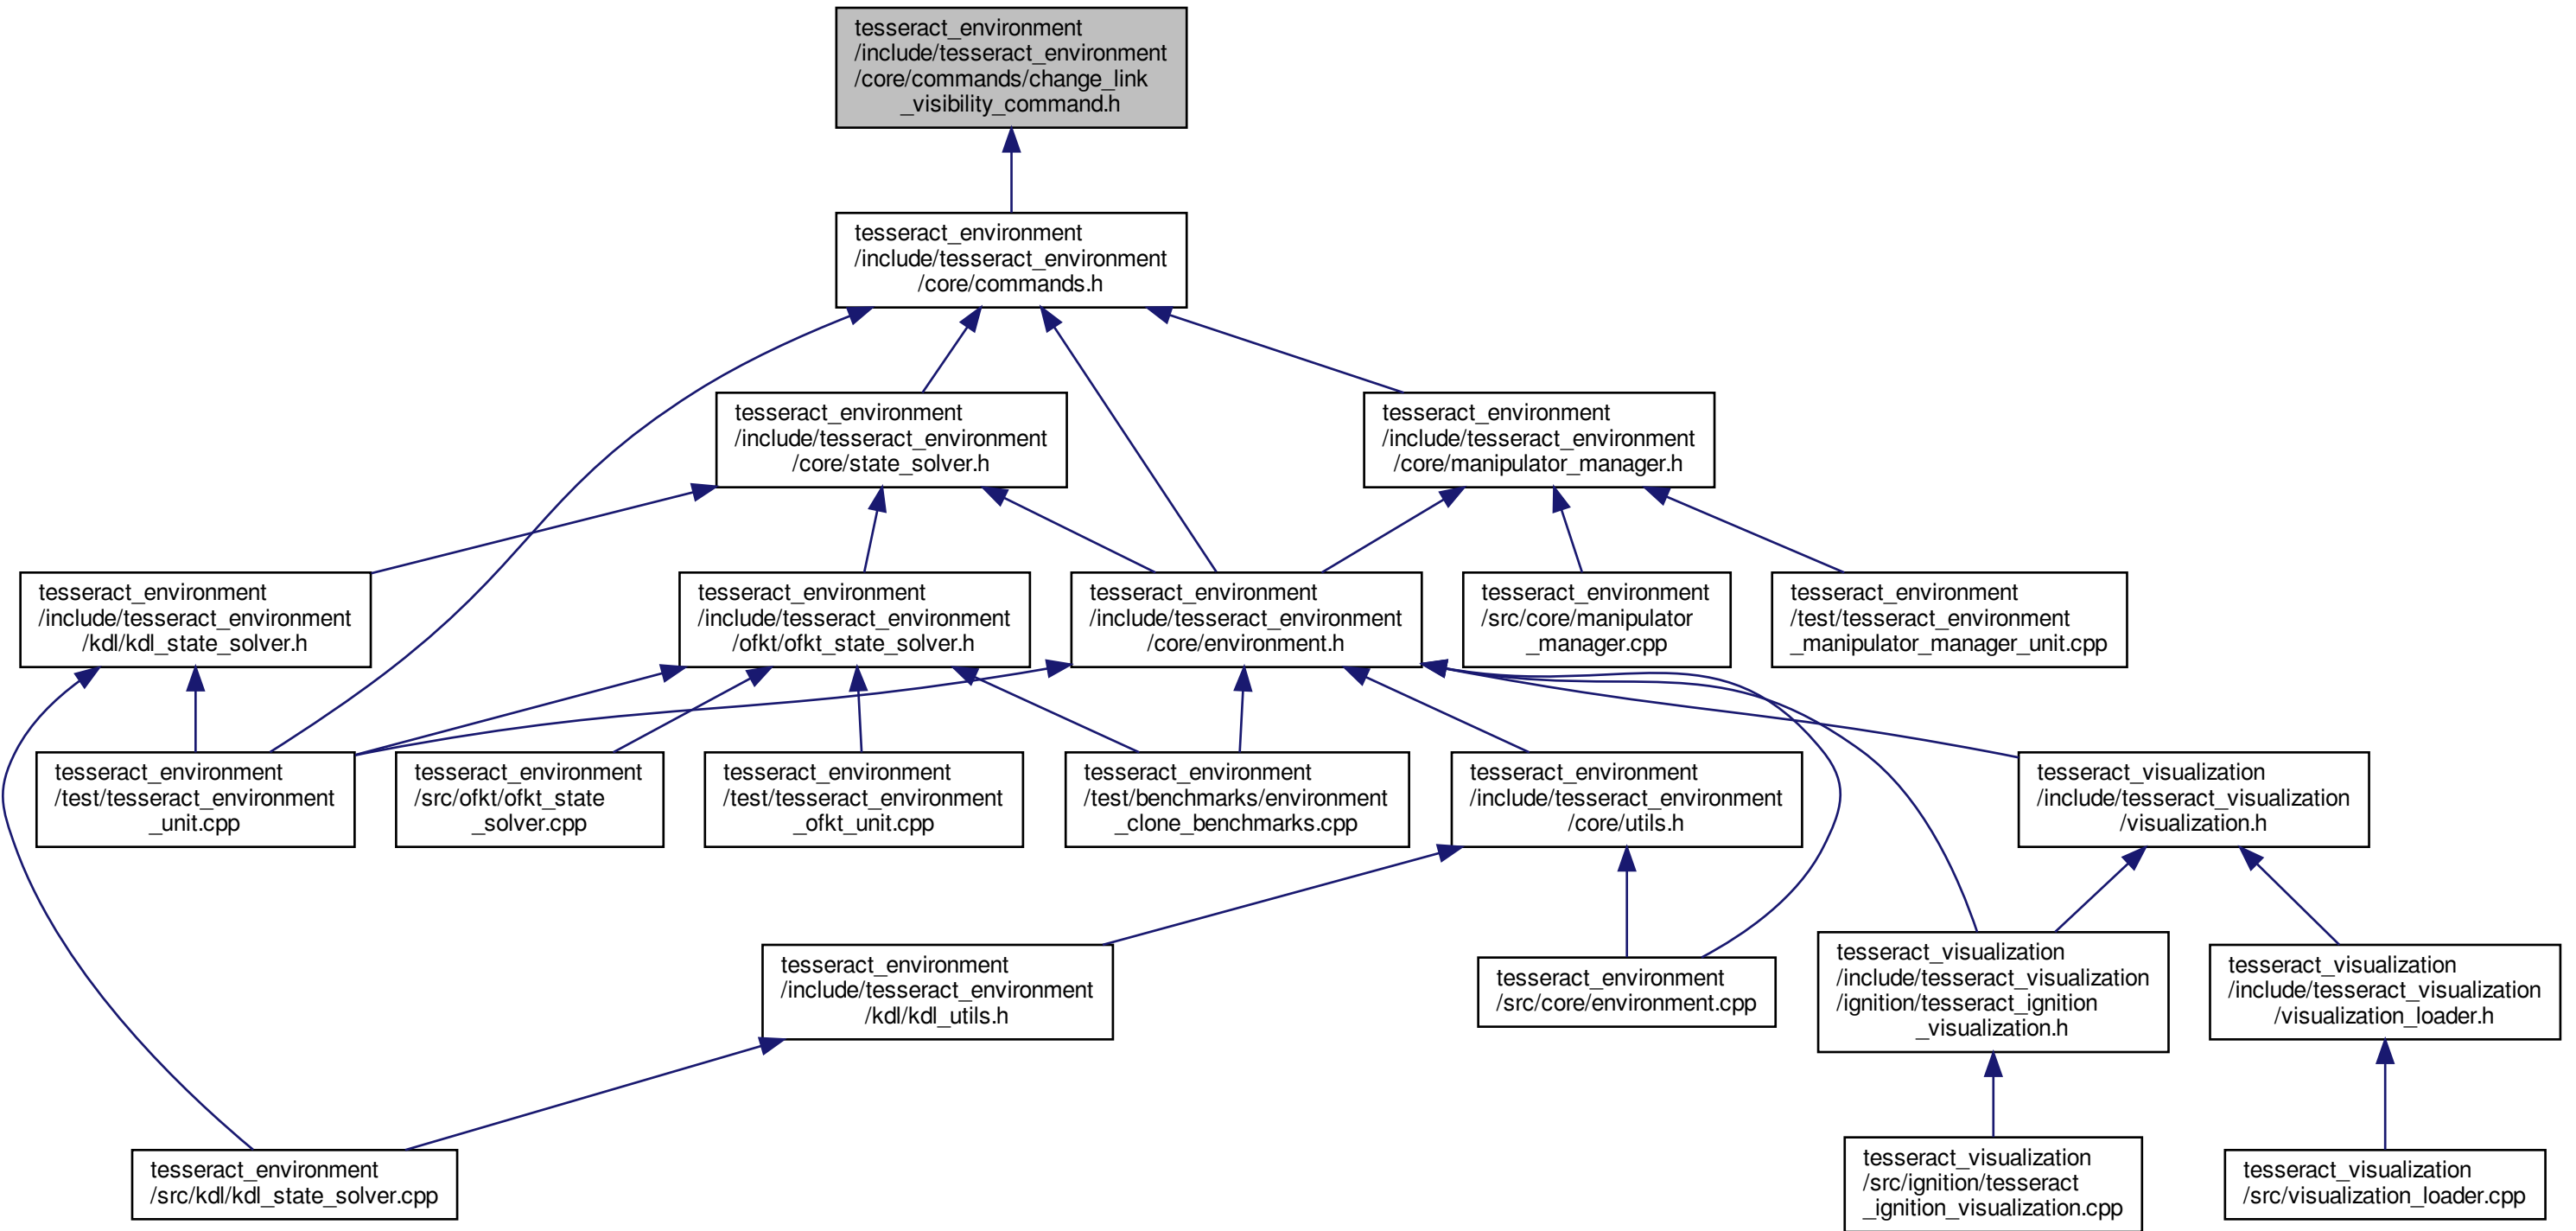 tesseract_environment
/include/tesseract_environment
/core/commands/change_link
_visibility_command.h
tesseract_environment
/include/tesseract_environment
/core/commands.h
tesseract_environment
/include/tesseract_environment
/core/state_solver.h
tesseract_environment
/include/tesseract_environment
/core/manipulator_manager.h
tesseract_environment
/include/tesseract_environment
/kdl/kdl_state_solver.h
tesseract_environment
/include/tesseract_environment
/ofkt/ofkt_state_solver.h
tesseract_environment
/include/tesseract_environment
/core/environment.h
tesseract_environment
/src/core/manipulator
_manager.cpp
tesseract_environment
/test/tesseract_environment
_manipulator_manager_unit.cpp
tesseract_environment
/test/tesseract_environment
_unit.cpp
tesseract_environment
/src/ofkt/ofkt_state
_solver.cpp
tesseract_environment
/test/tesseract_environment
_ofkt_unit.cpp
tesseract_environment
/test/benchmarks/environment
_clone_benchmarks.cpp
tesseract_environment
/include/tesseract_environment
/core/utils.h
tesseract_visualization
/include/tesseract_visualization
/visualization.h
tesseract_environment
/include/tesseract_environment
/kdl/kdl_utils.h
tesseract_environment
/src/core/environment.cpp
tesseract_visualization
/include/tesseract_visualization
/ignition/tesseract_ignition
_visualization.h
tesseract_visualization
/include/tesseract_visualization
/visualization_loader.h
tesseract_environment
/src/kdl/kdl_state_solver.cpp
tesseract_visualization
/src/ignition/tesseract
_ignition_visualization.cpp
tesseract_visualization
/src/visualization_loader.cpp